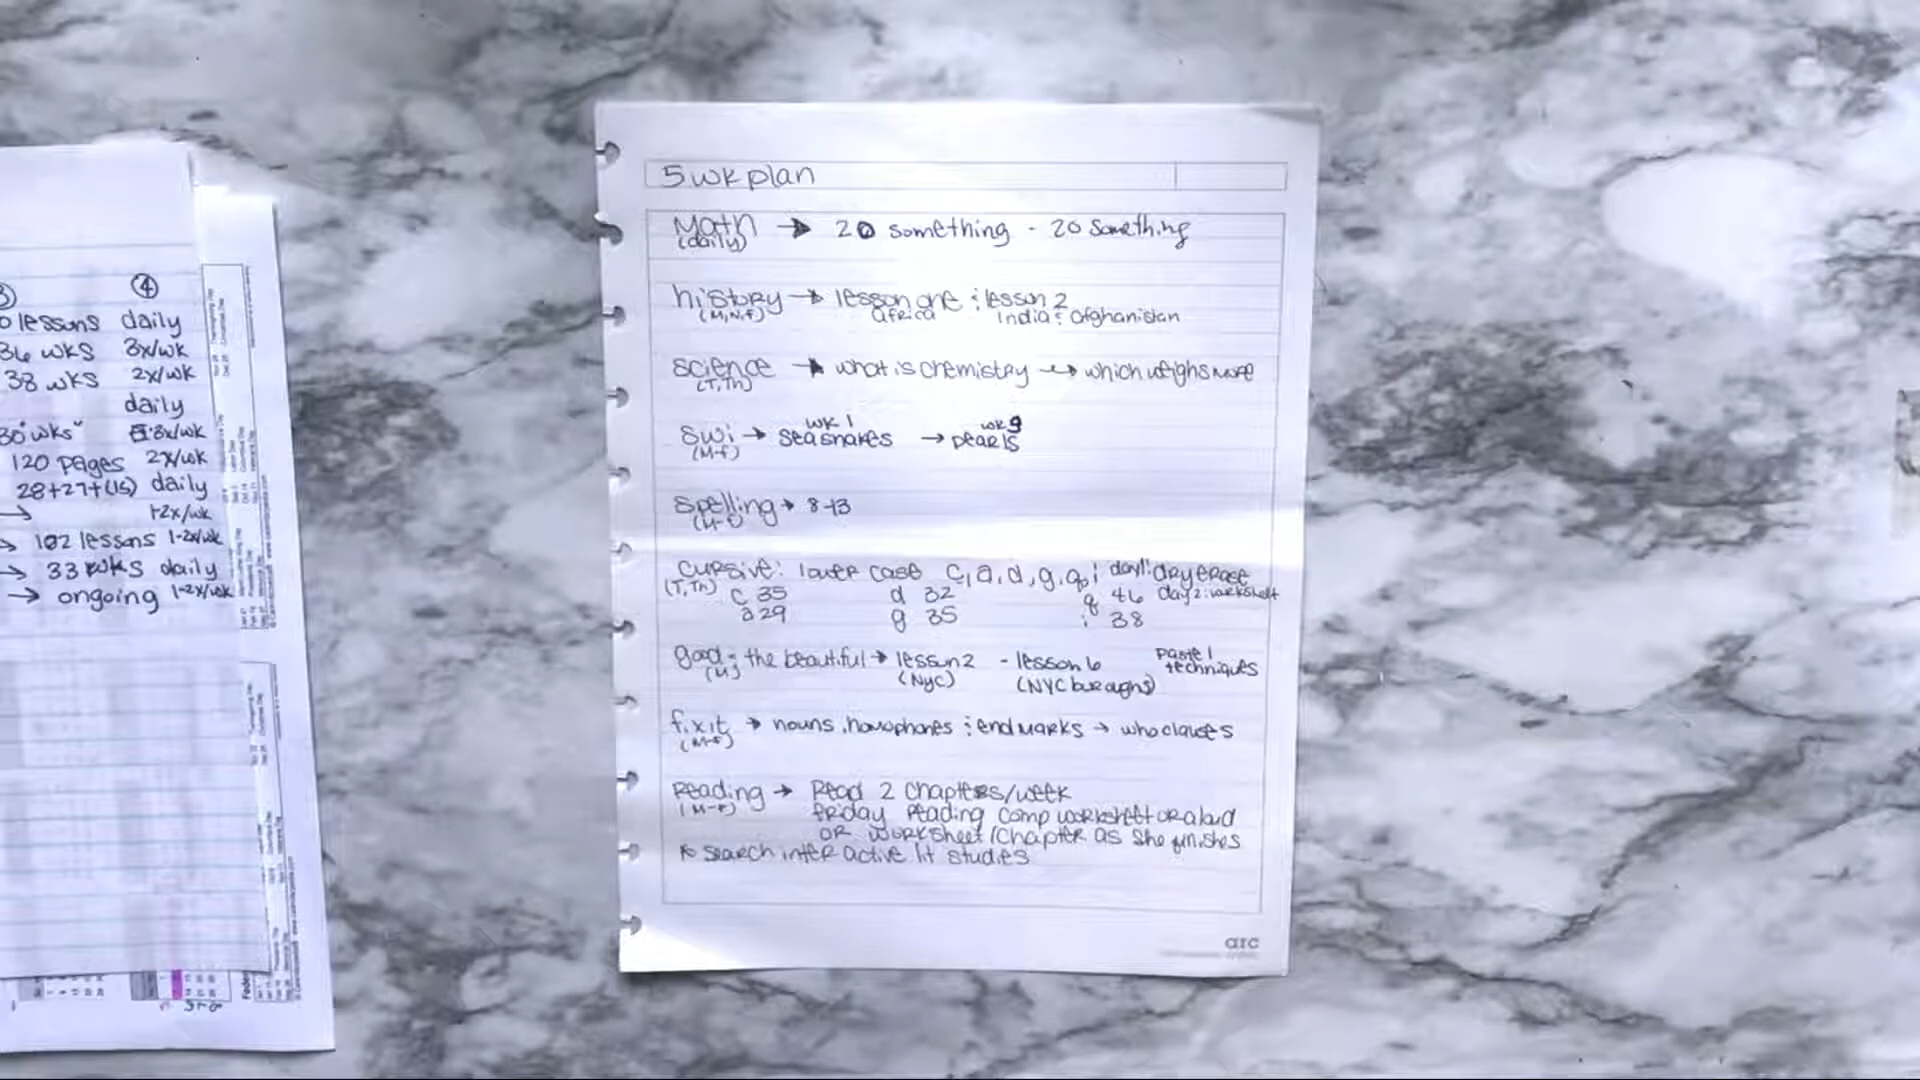 ④
lessons daily
36 wks 3x/wk
38 wks 2x/wk
daily
30 "wks" 3x/wk
120 pages 2x/wk
28+27+(15) daily
→ 1-2x/wk
→ 102 lessons 1-2x/wk
→ 33 wks daily
→ ongoing 1-2x/wk
5 wk plan
Math → 20 something - 20 something
(daily)
history → lesson one & lesson 2
(M,W,F) africa India & Afghanistan
science → what is chemistry → which weighs more
(T,Th)
wk 1 wk 9
SWI → sea snakes → pearls
(M-f)
Spelling → 8-13
(M-f)
cursive: lower case c, a, d, g, q, i day1: dry erase
(T,Th) c 35 d 32 q 46 day 2: worksheet
a 29 g 35 i 38
good & the beautiful → lesson 2 - lesson 6 pastel techniques
(M) (NYC) (NYC buroughs)
fix it → nouns, homophones & end marks → who clauses
(M-F)
Reading → Read 2 chapters/week
(M-F) Friday reading comp worksheet or aloud
OR worksheet/chapter as she finishes
search interactive lit studies
arc